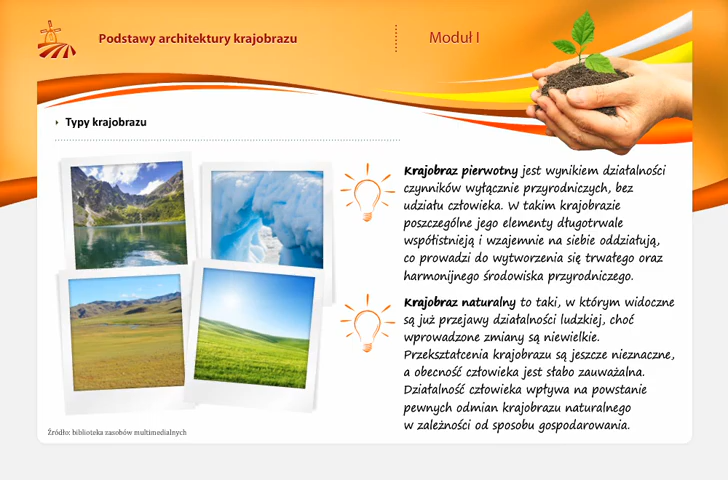 Podstawy architektury krajobrazu
Moduł I
Typy krajobrazu
Krajobraz pierwotny jest wynikiem działalności
czynników wyłącznie przyrodniczych, bez
udziału człowieka. W takim krajobrazie
poszczególne jego elementy długotrwale
współistnieją i wzajemnie na siebie oddziałują,
co prowadzi do wytworzenia się trwałego oraz
harmonijnego środowiska przyrodniczego.
Krajobraz naturalny to taki, w którym widoczne
są już przejawy działalności ludzkiej, choć
wprowadzone zmiany są niewielkie.
Przekształcenia krajobrazu są jeszcze nieznaczne,
a obecność człowieka jest słabo zauważalna.
Działalność człowieka wpływa na powstanie
pewnych odmian krajobrazu naturalnego
w zależności od sposobu gospodarowania.
Źródło: biblioteka zasobów multimedialnych